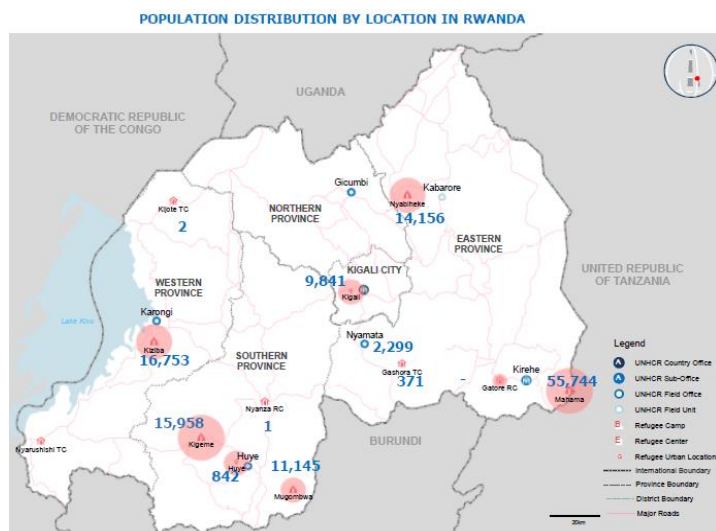 POPULATION DISTRIBUTION BY LOCATION IN RWANDA
UGANDA
DEMOCRATIC REPUBLIC
OF THE CONGO
Gicumbi
Kabarore
Nyabiheke
14,156
Kijote TC
2
NORTHERN
PROVINCE
EASTERN
PROVINCE
KIGALI CITY
9,841
Kigali
UNITED REPUBLIC
OF TANZANIA
WESTERN
PROVINCE
Lake Kivu
Karongi
Kiziba
16,753
Nyamata
2,299
SOUTHERN
PROVINCE
Gashora TC
371
-
Gatore RC
Kirehe
55,744
Mahama
Nyanza RC
1
15,958
Kigeme
Nyarushishi TC
Huye
Huye
842
11,145
Mugombwa
BURUNDI
Legend
UNHCR Country Office
UNHCR Sub-Office
UNHCR Field Office
UNHCR Field Unit
Refugee Camp
Refugee Center
Refugee Urban Location
International Boundary
Province Boundary
District Boundary
Major Roads
20km